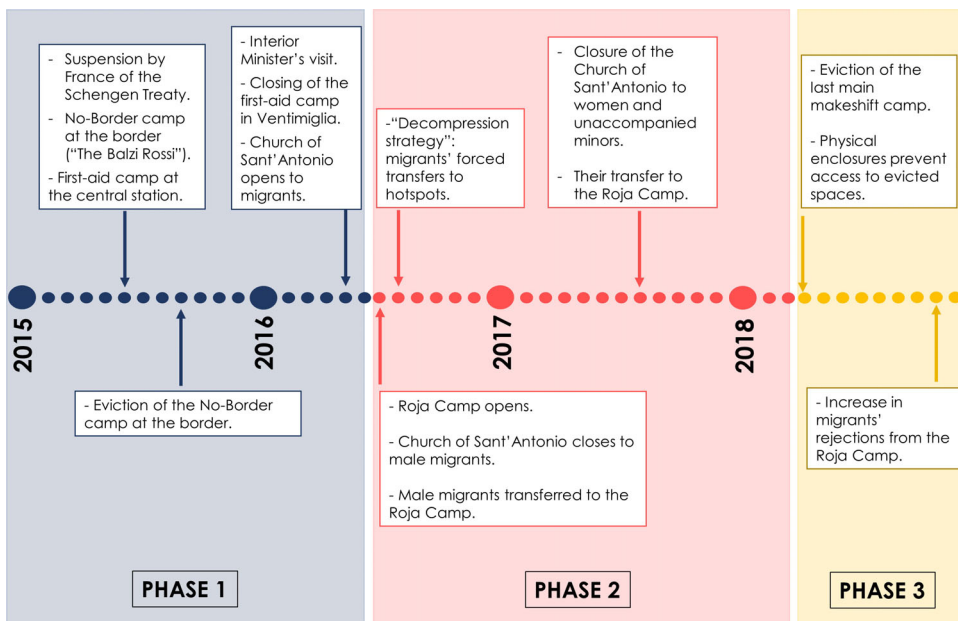 - Suspension by
France of the
Schengen Treaty.
- No-Border camp
at the border
(“The Balzi Rossi”).
- First-aid camp at
the central station.
- Interior
Minister’s visit.
- Closing of the
first-aid camp
in Ventimiglia.
- Church of
Sant’Antonio
opens to
migrants.
-“Decompression
strategy”:
migrants’ forced
transfers to
hotspots.
- Closure of the
Church of
Sant’Antonio to
women and
unaccompanied
minors.
- Their transfer to
the Roja Camp.
- Eviction of the
last main
makeshift camp.
- Physical
enclosures prevent
access to evicted
spaces.
2015
2016
2017
2018
- Eviction of the No-Border
camp at the border.
- Roja Camp opens.
- Church of Sant’Antonio closes to
male migrants.
- Male migrants transferred to the
Roja Camp.
- Increase in
migrants’
rejections from the
Roja Camp.
PHASE 1
PHASE 2
PHASE 3